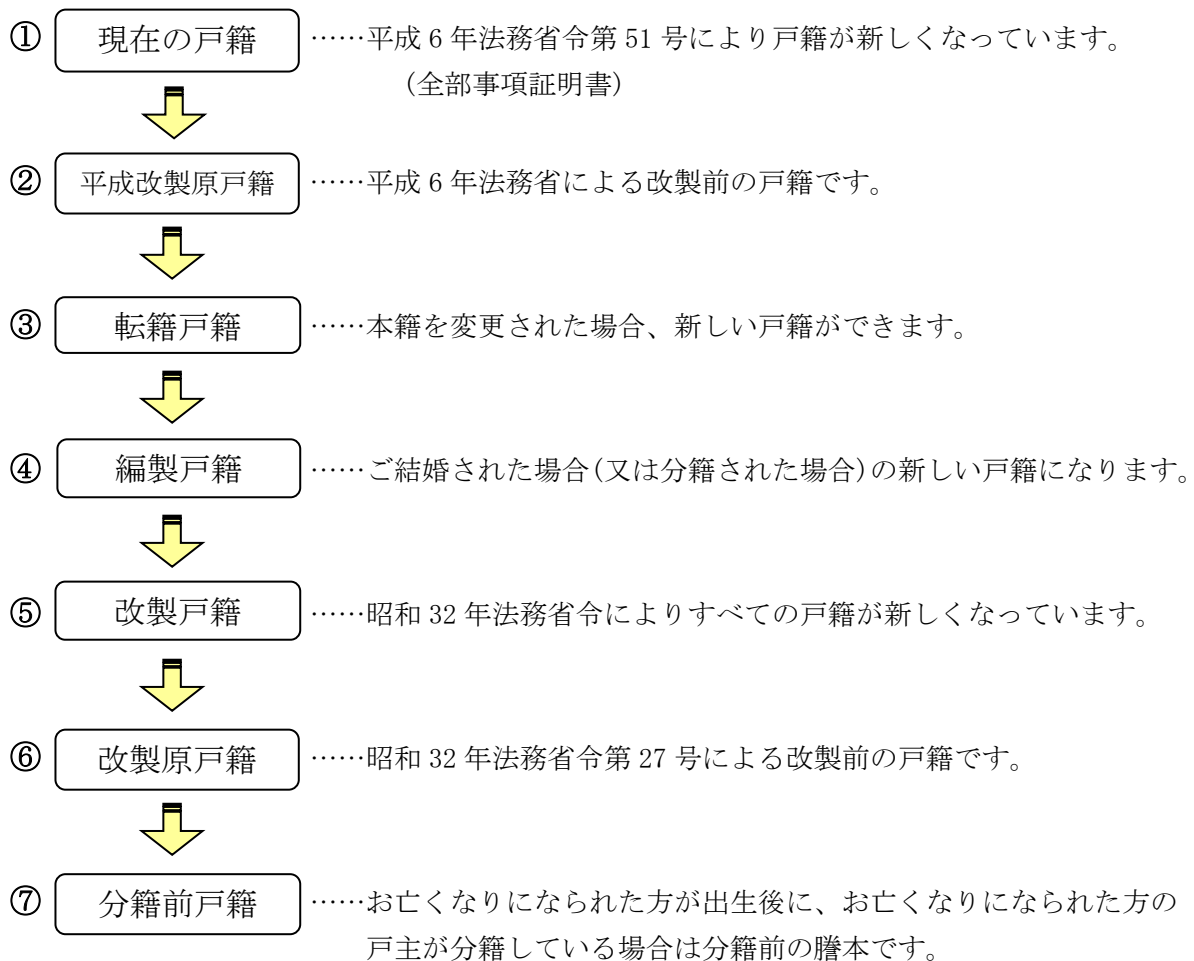 ① 現在の戸籍 ……平成 6 年法務省令第 51 号により戸籍が新しくなっています。
(全部事項証明書)
② 平成改製原戸籍 ……平成 6 年法務省による改製前の戸籍です。
③ 転籍戸籍 ……本籍を変更された場合、新しい戸籍ができます。
④ 編製戸籍 ……ご結婚された場合(又は分籍された場合)の新しい戸籍になります。
⑤ 改製戸籍 ……昭和 32 年法務省令によりすべての戸籍が新しくなっています。
⑥ 改製原戸籍 ……昭和 32 年法務省令第 27 号による改製前の戸籍です。
⑦ 分籍前戸籍 ……お亡くなりになられた方が出生後に、お亡くなりになられた方の
戸主が分籍している場合は分籍前の謄本です。